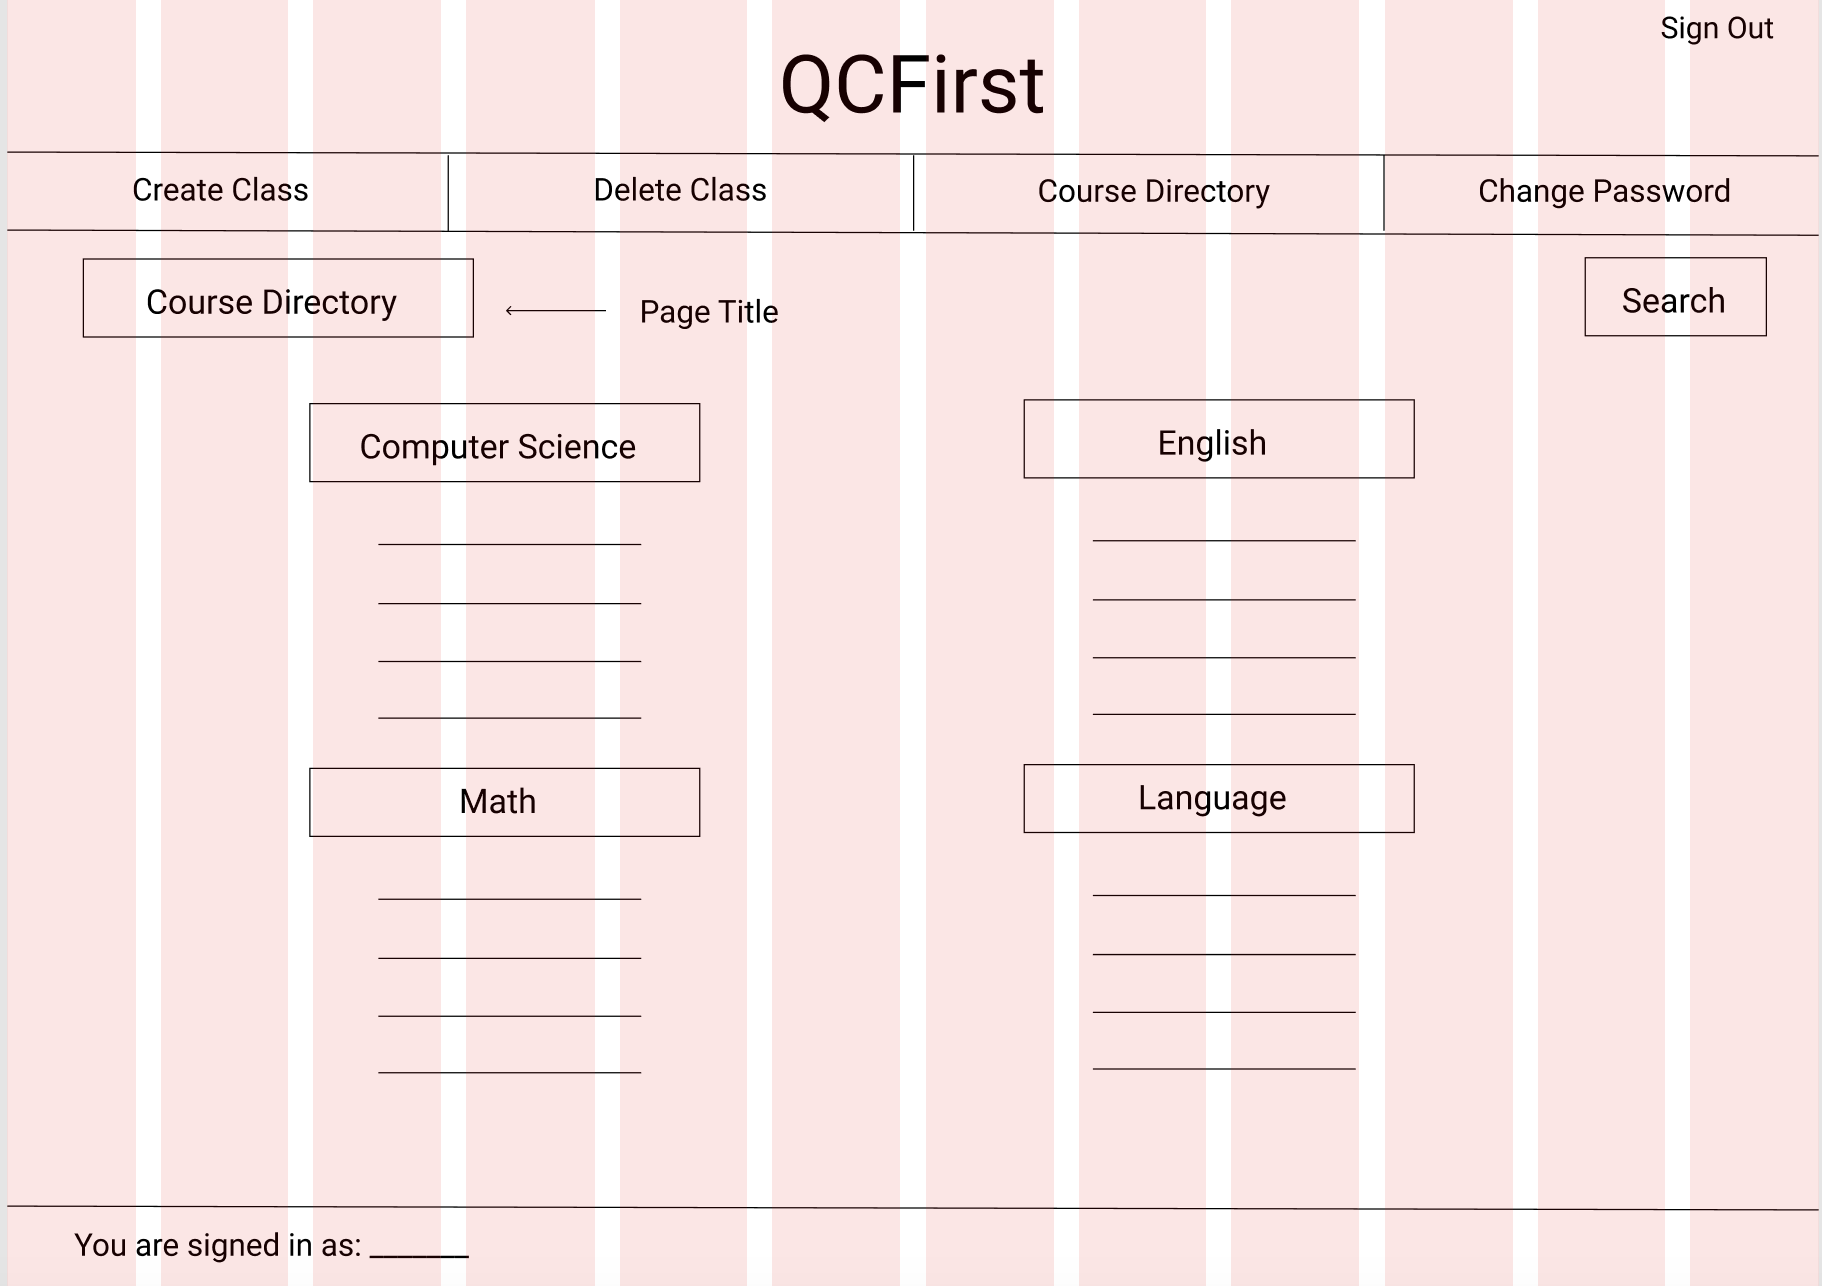 Sign Out
QCFirst
Create Class
Delete Class
Course Directory
Change Password
Course Directory
Page Title
Search
Computer Science
English
Math
Language
You are signed in as: _______